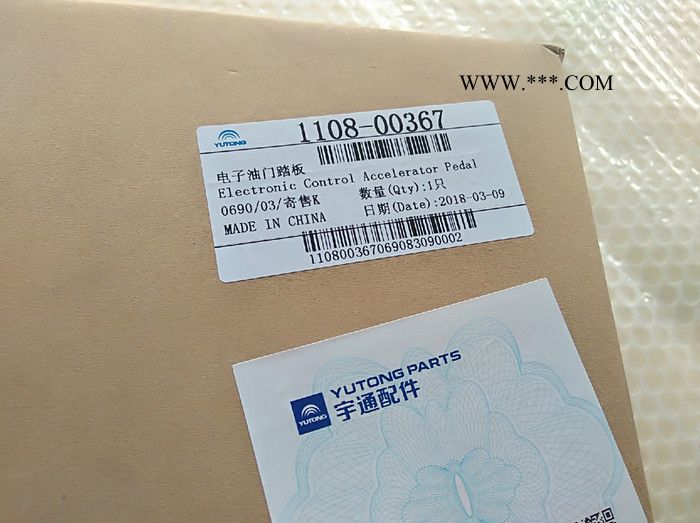 WWW.***.COM
1108-00367
YUTONG
电子油门踏板
Electronic Control Accelerator Pedal
0690/03/寄售K 数量(Qty):1只
MADE IN CHINA 日期(Date):2018-03-09
110800367069083090002
YUTONG PARTS
YUTONG 宇通配件